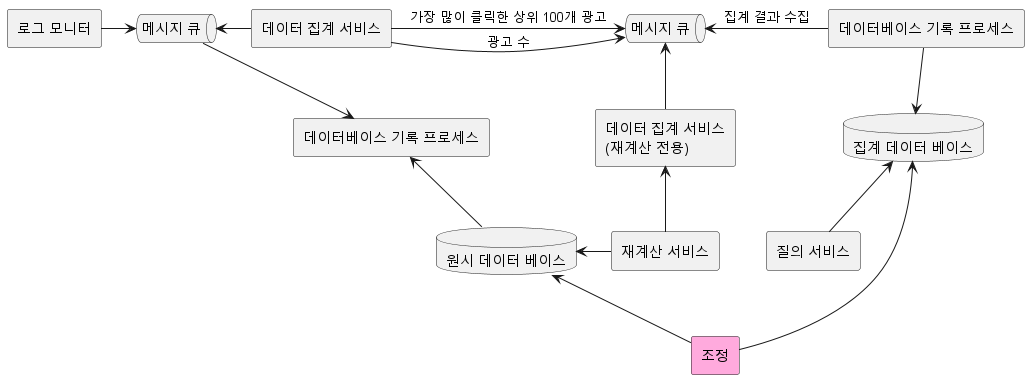 로그 모니터
메시지 큐
데이터 집계 서비스
가장 많이 클릭한 상위 100개 광고
광고 수
메시지 큐
집계 결과 수집
데이터베이스 기록 프로세스
데이터베이스 기록 프로세스
데이터 집계 서비스
(재계산 전용)
집계 데이터 베이스
원시 데이터 베이스
재계산 서비스
질의 서비스
조정